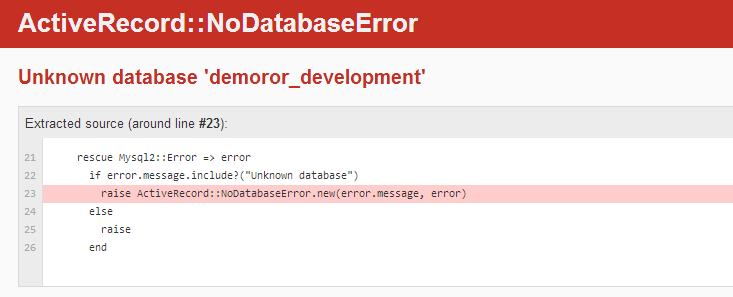 ActiveRecord::NoDatabaseError
Unknown database 'demoror_development'
Extracted source (around line #23):
21 rescue Mysql2::Error => error
22 if error.message.include?("Unknown database")
23 raise ActiveRecord::NoDatabaseError.new(error.message, error)
24 else
25 raise
26 end